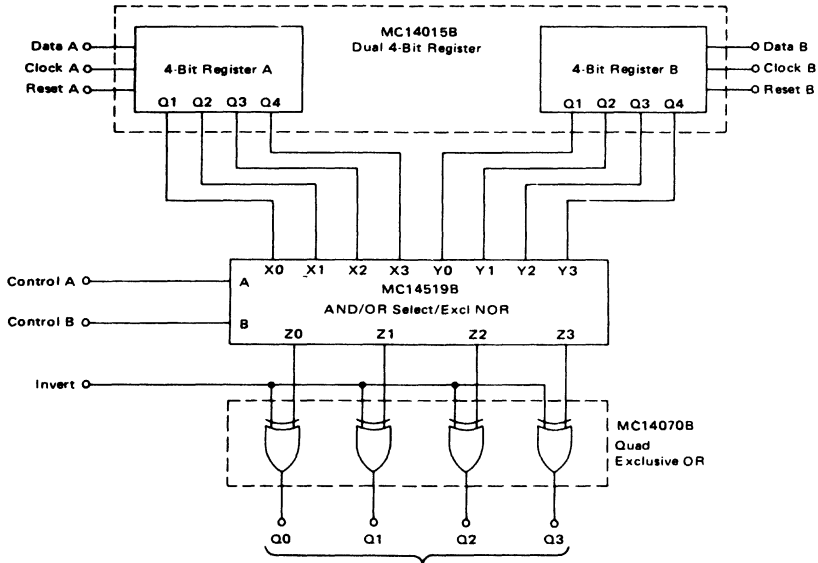 MC14015B
Dual 4-Bit Register
Data A
Clock A
Reset A
4-Bit Register A
Q1 Q2 Q3 Q4
4-Bit Register B
Q1 Q2 Q3 Q4
Data B
Clock B
Reset B
X0 X1 X2 X3 Y0 Y1 Y2 Y3
Control A
A
MC14519B
AND/OR Select/Excl NOR
Control B
B
Z0 Z1 Z2 Z3
Invert
MC14070B
Quad
Exclusive OR
Q0 Q1 Q2 Q3